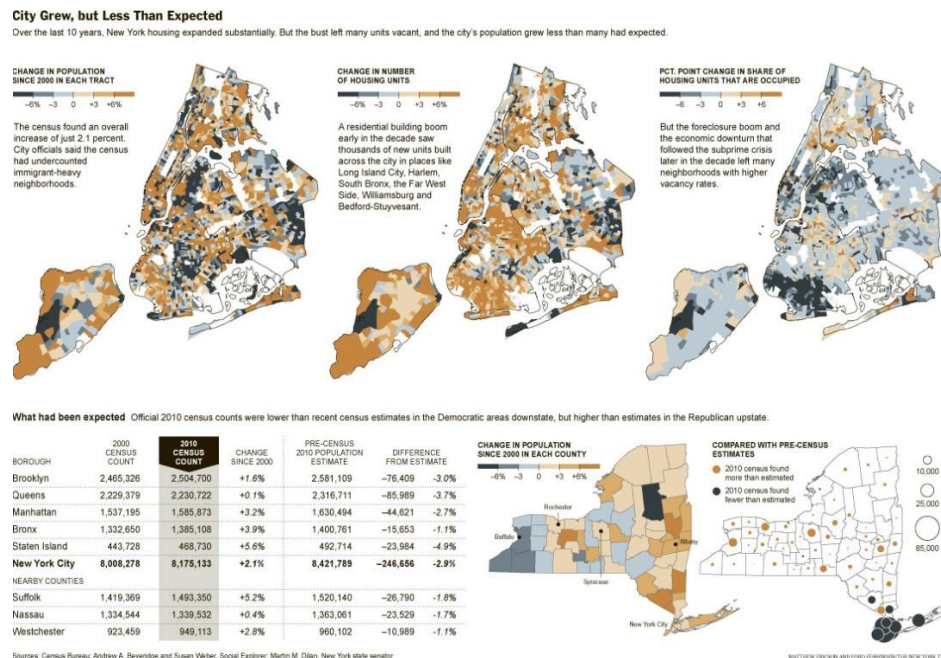 City Grew, but Less Than Expected
Over the last 10 years, New York housing expanded substantially. But the bust left many units vacant, and the city's population grew less than many had expected.
CHANGE IN POPULATION
SINCE 2000 IN EACH TRACT
–6% –3 0 +3 +6%
The census found an overall
increase of just 2.1 percent.
City officials said the census
had undercounted
immigrant-heavy
neighborhoods.
CHANGE IN NUMBER
OF HOUSING UNITS
–6% –3 0 +3 +6%
A residential building boom
early in the decade saw
thousands of new units built
across the city in places like
Long Island City, Harlem,
South Bronx, the Far West
Side, Williamsburg and
Bedford-Stuyvesant.
PCT. POINT CHANGE IN SHARE OF
HOUSING UNITS THAT ARE OCCUPIED
–6 –3 0 +3 +6
But the foreclosure boom and
the economic downturn that
followed the subprime crisis
later in the decade left many
neighborhoods with higher
vacancy rates.
What had been expected Official 2010 census counts were lower than recent census estimates in the Democratic areas downstate, but higher than estimates in the Republican upstate.
BOROUGH 2000 CENSUS COUNT 2010 CENSUS COUNT CHANGE SINCE 2000 PRE-CENSUS 2010 POPULATION ESTIMATE DIFFERENCE FROM ESTIMATE
Brooklyn 2,465,326 2,504,700 +1.6% 2,581,109 –76,409 –3.0%
Queens 2,229,379 2,230,722 +0.1% 2,316,711 –85,989 –3.7%
Manhattan 1,537,195 1,585,873 +3.2% 1,630,494 –44,621 –2.7%
Bronx 1,332,650 1,385,108 +3.9% 1,400,761 –15,653 –1.1%
Staten Island 443,728 468,730 +5.6% 492,714 –23,984 –4.9%
New York City 8,008,278 8,175,133 +2.1% 8,421,789 –246,656 –2.9%
NEARBY COUNTIES
Suffolk 1,419,369 1,493,350 +5.2% 1,520,140 –26,790 –1.8%
Nassau 1,334,544 1,339,532 +0.4% 1,363,061 –23,529 –1.7%
Westchester 923,459 949,113 +2.8% 960,102 –10,989 –1.1%
CHANGE IN POPULATION
SINCE 2000 IN EACH COUNTY
–6% –3 0 +3 +6%
Rochester
Buffalo
Albany
Syracuse
New York City
COMPARED WITH PRE-CENSUS
ESTIMATES
2010 census found
more than estimated
2010 census found
fewer than estimated
10,000
25,000
85,000
Sources: Census Bureau; Andrew A. Beveridge and Susan Weber, Social Explorer; Martin M. Dilan, New York state senator